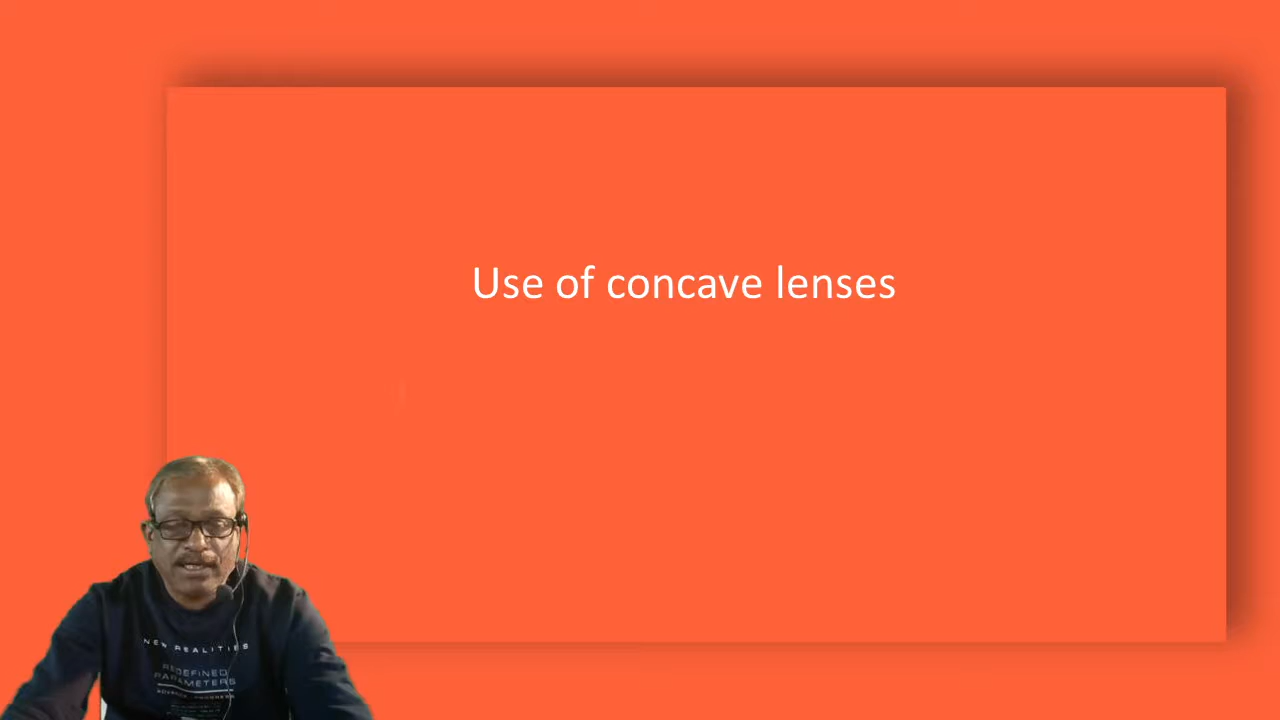 Use of concave lenses
NEW REALITIES
REDEFINED
PARAMETERS